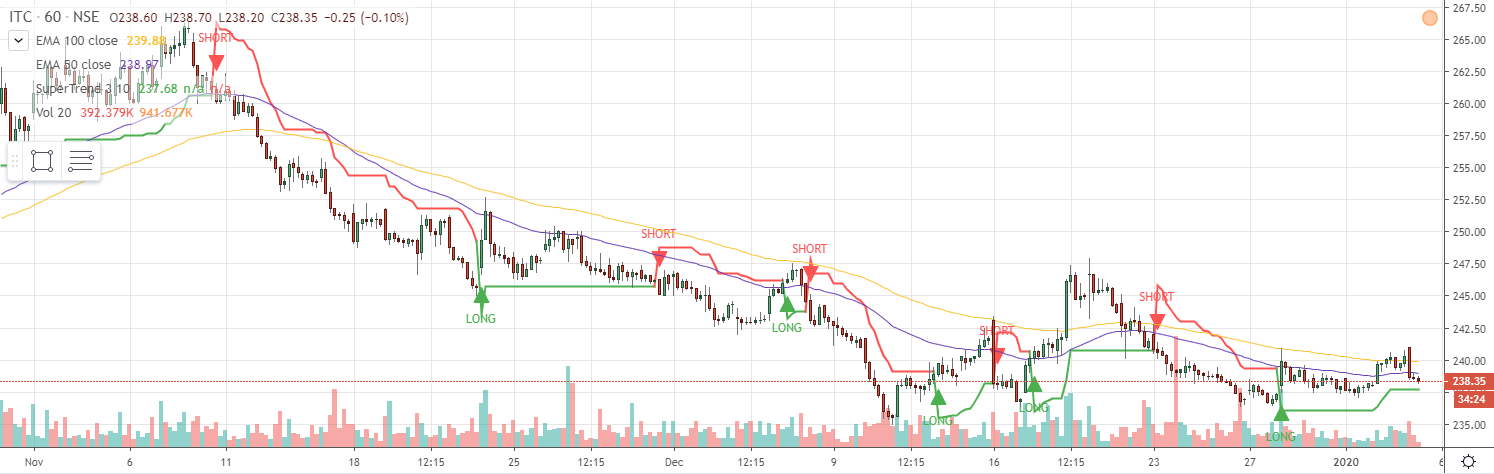 ITC · 60 · NSE O238.60 H238.70 L238.20 C238.35 −0.25 (−0.10%)
EMA 100 close 239.88
EMA 50 close 238.97
SuperTrend 3 10 237.68 n/a n/a
Vol 20 392.379K 941.677K
SHORT
SHORT
SHORT
SHORT
SHORT
LONG
LONG
LONG
LONG
LONG
267.50
265.00
262.50
260.00
257.50
255.00
252.50
250.00
247.50
245.00
242.50
240.00
238.35
34:24
235.00
Nov 6 11 18 12:15 25 12:15 Dec 12:15 9 12:15 16 12:15 23 27 2020 6